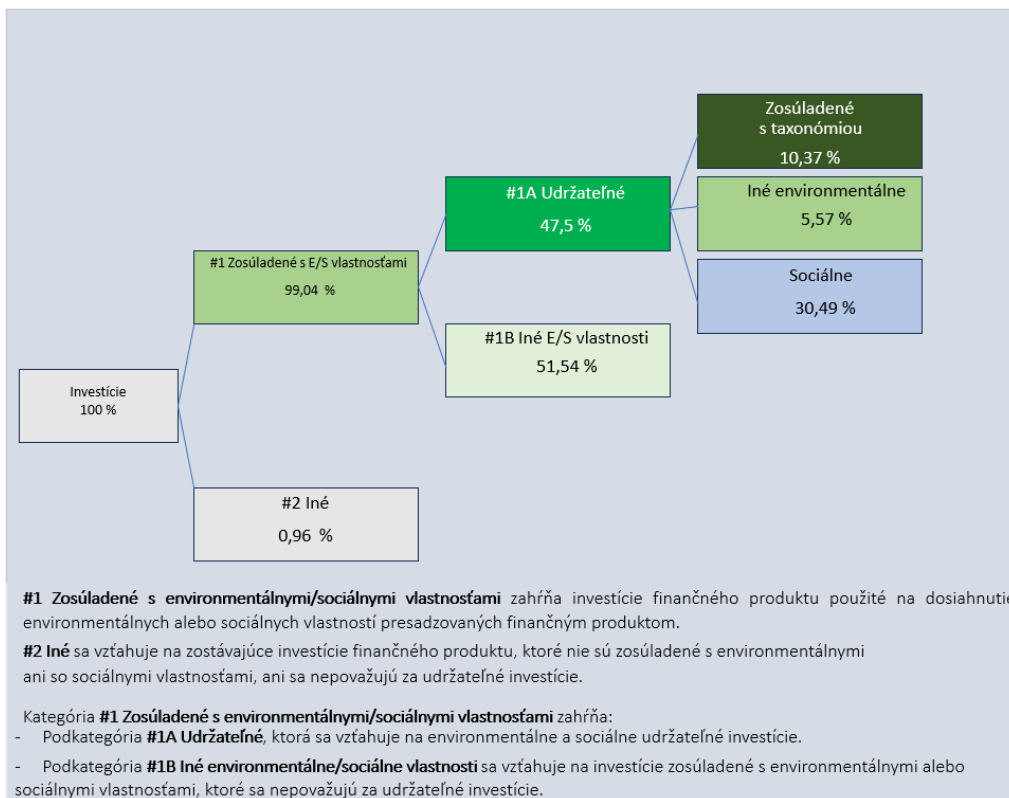 Zosúladené
s taxonómiou
10,37 %
#1A Udržateľné
47,5 %
Iné environmentálne
5,57 %
#1 Zosúladené s E/S vlastnosťami
99,04 %
Sociálne
30,49 %
#1B Iné E/S vlastnosti
51,54 %
Investície
100 %
#2 Iné
0,96 %
#1 Zosúladené s environmentálnymi/sociálnymi vlastnosťami zahŕňa investície finančného produktu použité na dosiahnutie
environmentálnych alebo sociálnych vlastností presadzovaných finančným produktom.
#2 Iné sa vzťahuje na zostávajúce investície finančného produktu, ktoré nie sú zosúladené s environmentálnymi
ani so sociálnymi vlastnosťami, ani sa nepovažujú za udržateľné investície.
Kategória #1 Zosúladené s environmentálnymi/sociálnymi vlastnosťami zahŕňa:
- Podkategória #1A Udržateľné, ktorá sa vzťahuje na environmentálne a sociálne udržateľné investície.
- Podkategória #1B Iné environmentálne/sociálne vlastnosti sa vzťahuje na investície zosúladené s environmentálnymi alebo
sociálnymi vlastnosťami, ktoré sa nepovažujú za udržateľné investície.